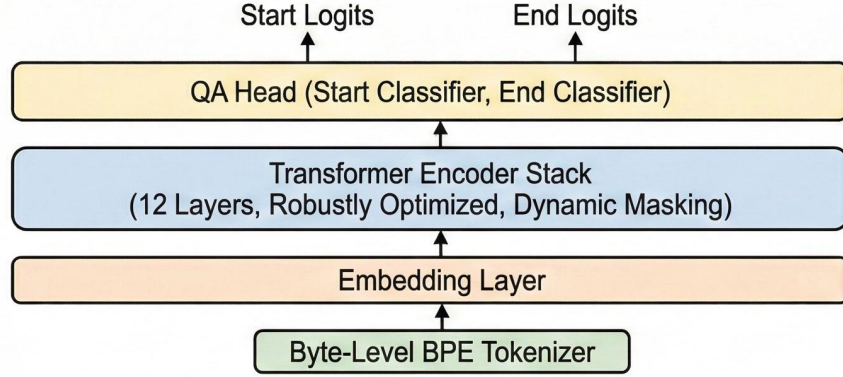 Start Logits End Logits
QA Head (Start Classifier, End Classifier)
Transformer Encoder Stack
(12 Layers, Robustly Optimized, Dynamic Masking)
Embedding Layer
Byte-Level BPE Tokenizer